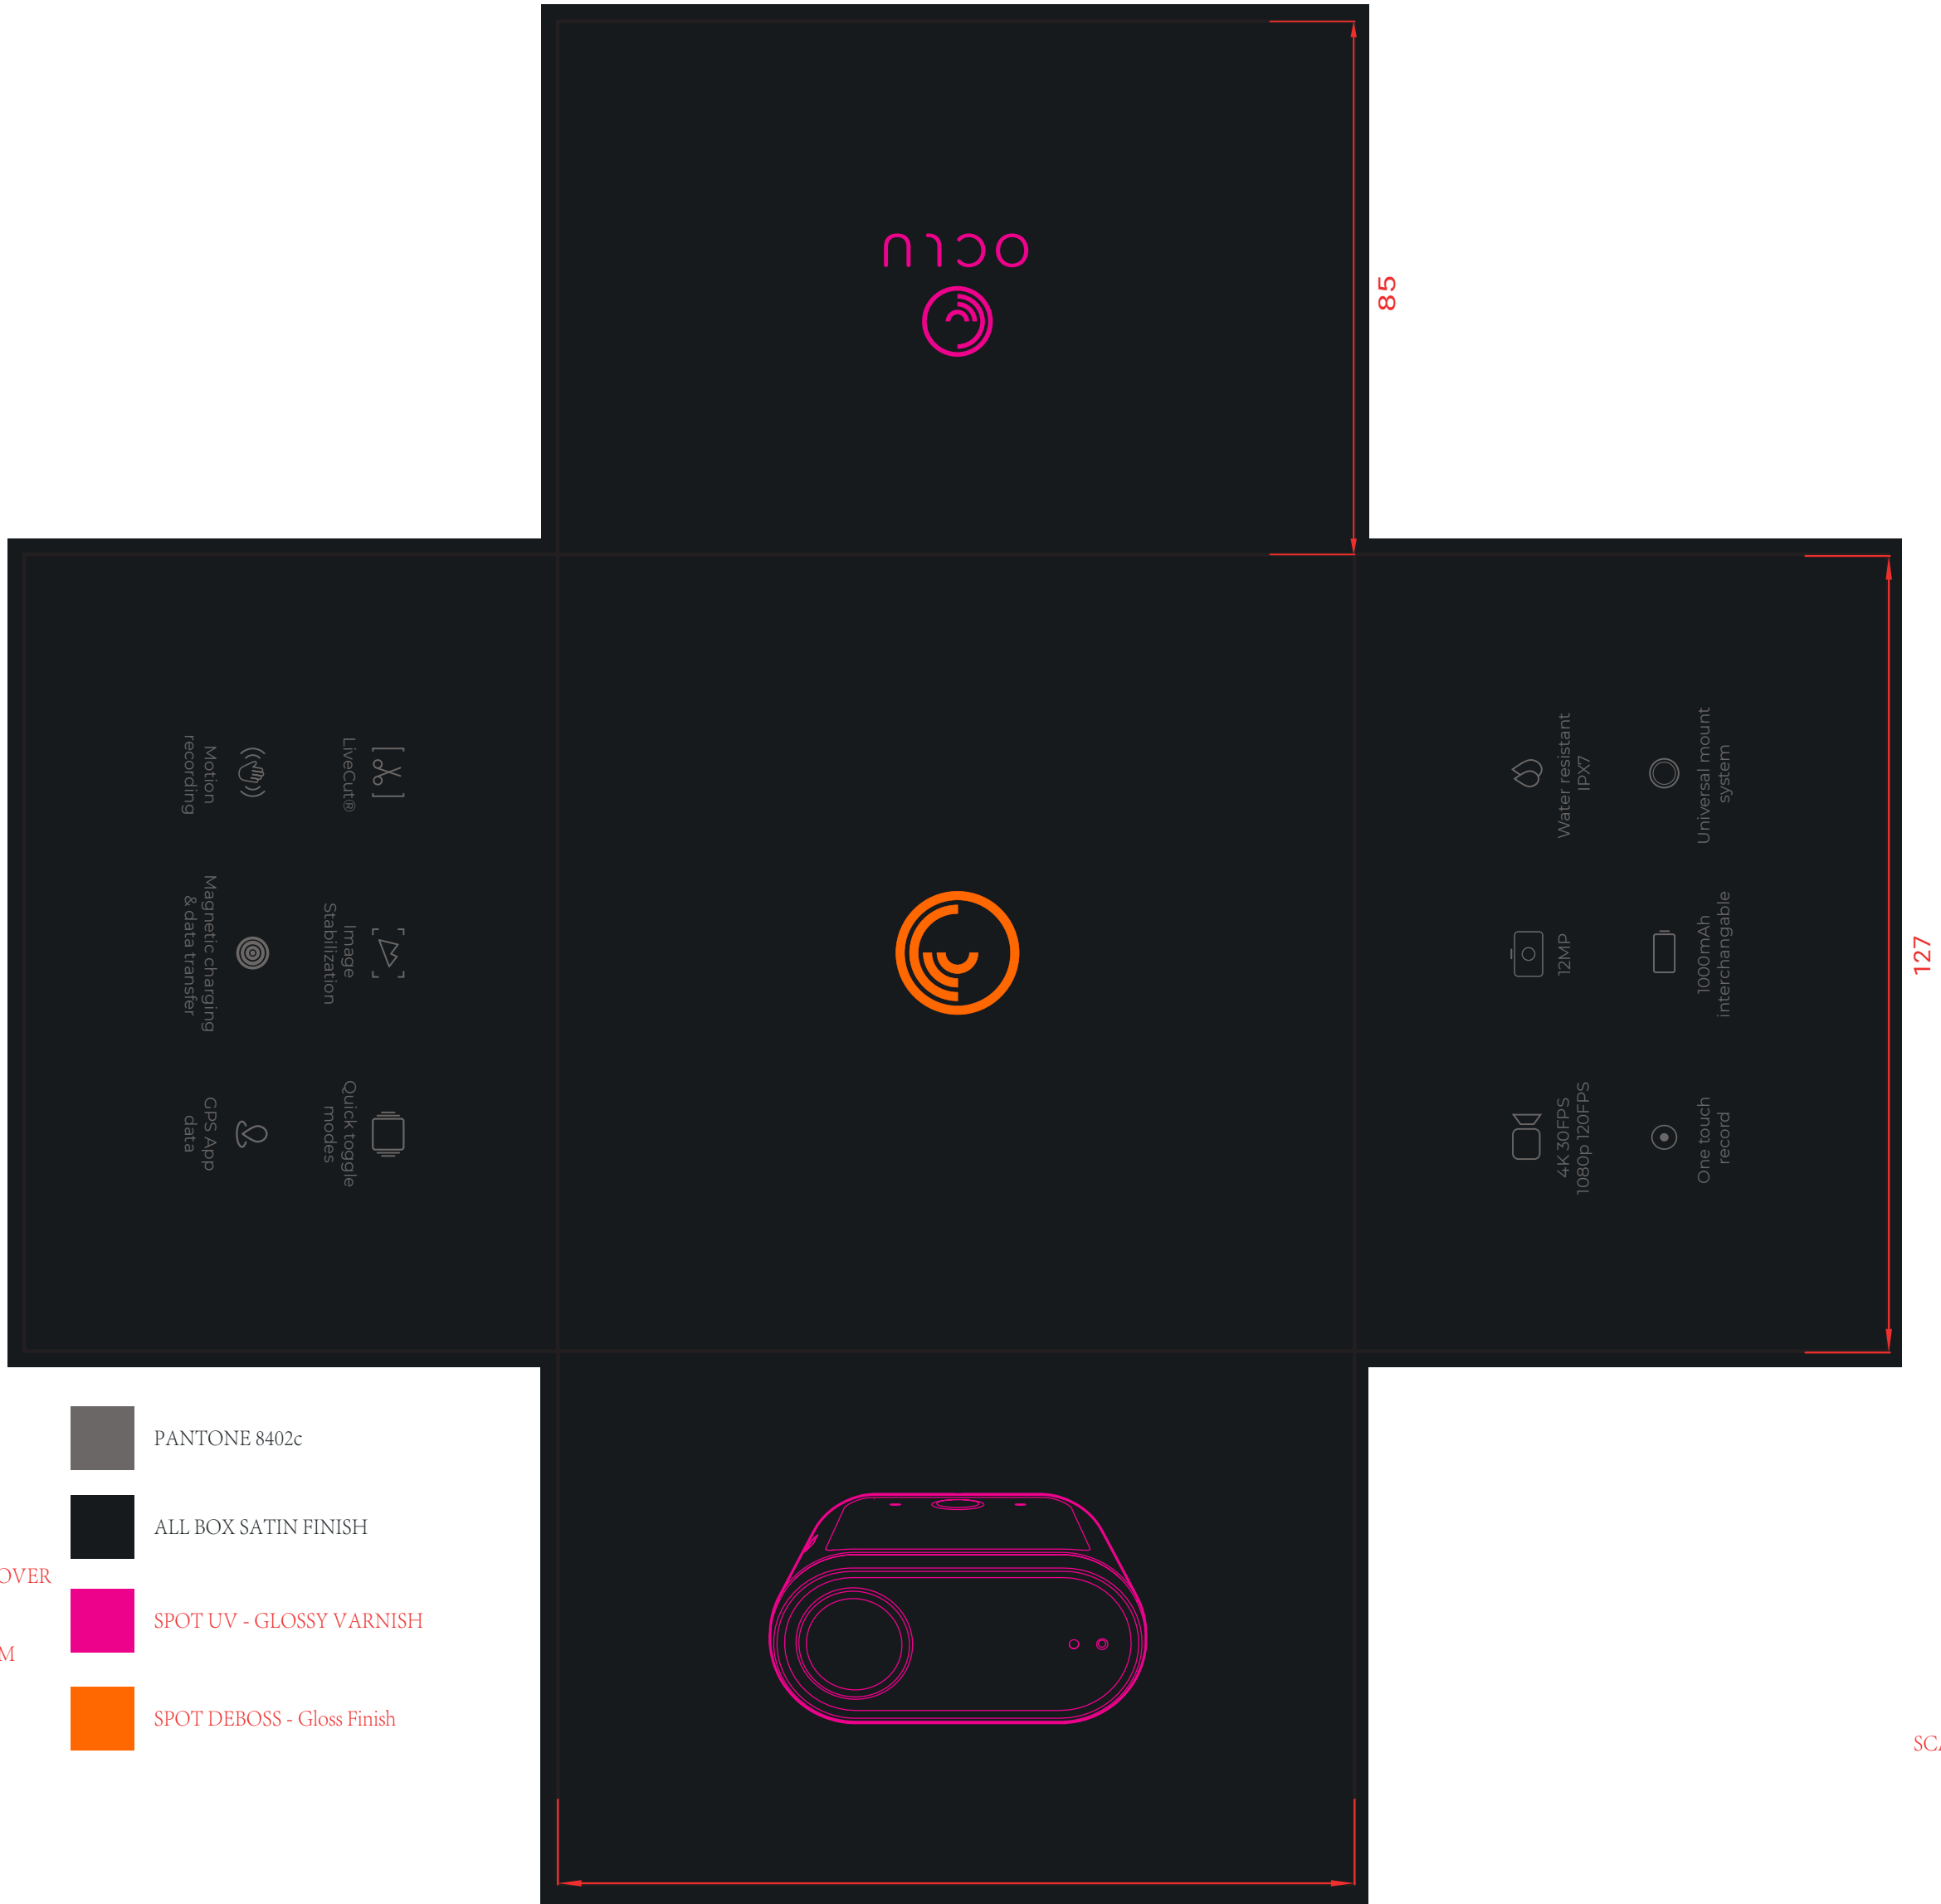 OCLU
85
LiveCut®
Motion
recording
Image
Stabilization
Magnetic charging
& data transfer
Quick toggle
modes
GPS App
data
Water resistant
IPX7
Universal mount
system
12MP
1000mAh
interchangable
4K 30FPS
1080p 120FPS
One touch
record
127
PANTONE 8402c
ALL BOX SATIN FINISH
OVER
SPOT UV - GLOSSY VARNISH
M
SPOT DEBOSS - Gloss Finish